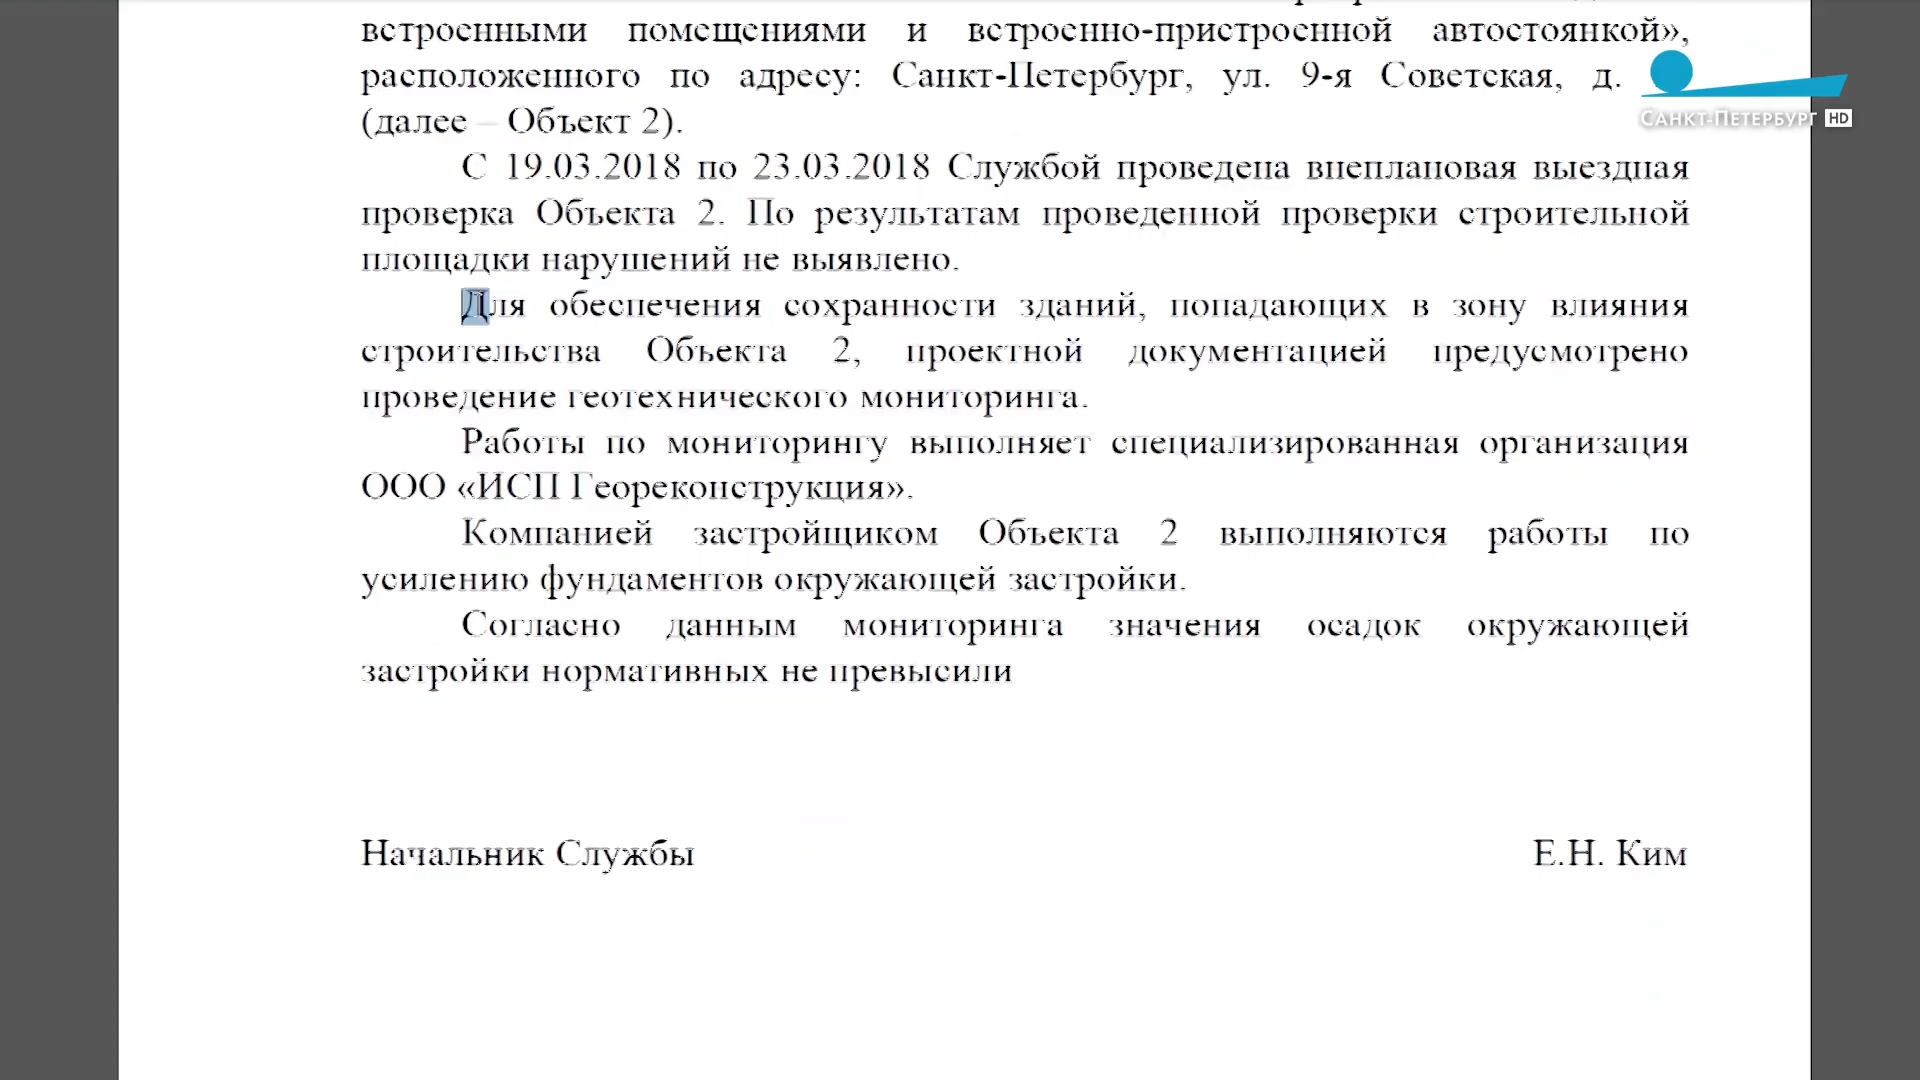 встроенными помещениями и встроенно-пристроенной автостоянкой»,
расположенного по адресу: Санкт-Петербург, ул. 9-я Советская, д.
(далее – Объект 2).
С 19.03.2018 по 23.03.2018 Службой проведена внеплановая выездная
проверка Объекта 2. По результатам проведенной проверки строительной
площадки нарушений не выявлено.
Для обеспечения сохранности зданий, попадающих в зону влияния
строительства Объекта 2, проектной документацией предусмотрено
проведение геотехнического мониторинга.
Работы по мониторингу выполняет специализированная организация
ООО «ИСП Геореконструкция».
Компанией застройщиком Объекта 2 выполняются работы по
усилению фундаментов окружающей застройки.
Согласно данным мониторинга значения осадок окружающей
застройки нормативных не превысили
Начальник Службы Е.Н. Ким
САНКТ-ПЕТЕРБУРГ HD